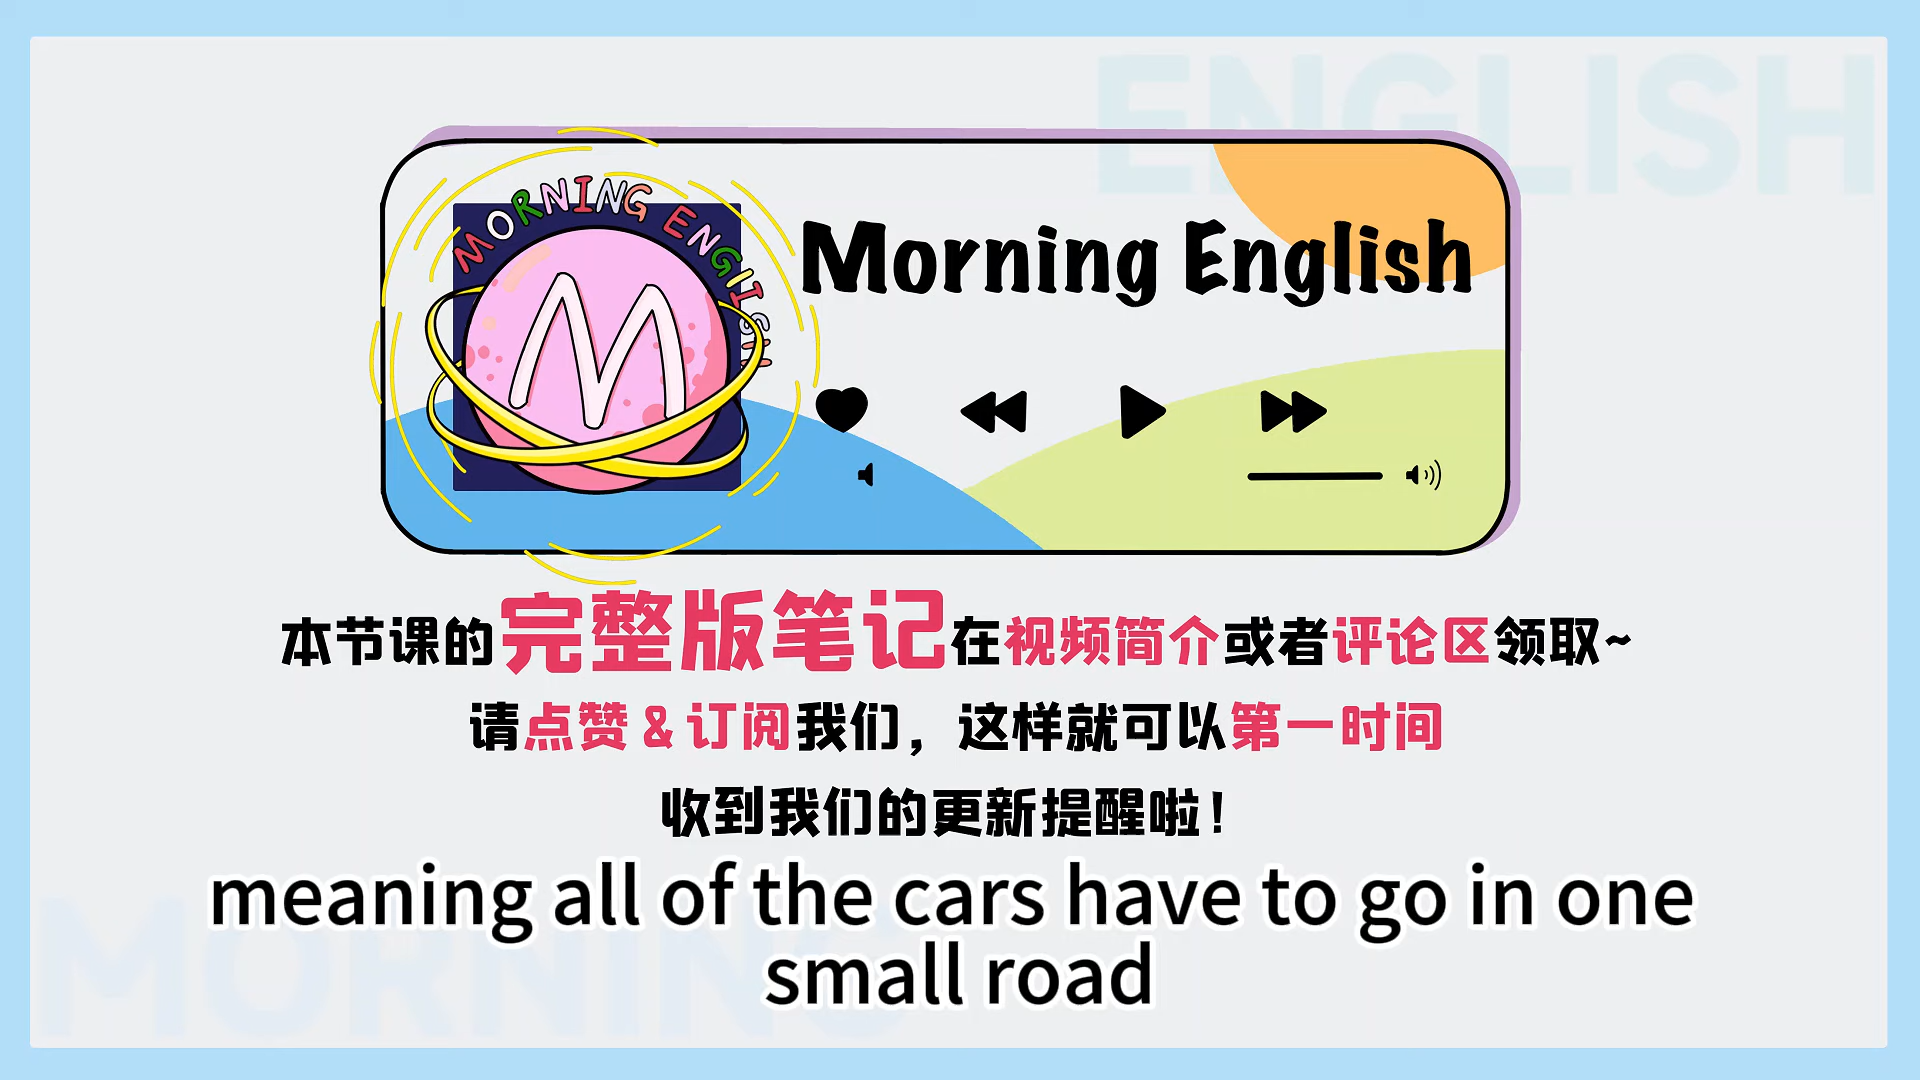 ENGLISH
MORNING ENGLISH
M
Morning English
本节课的完整版笔记在视频简介或者评论区领取~
请点赞&订阅我们，这样就可以第一时间
收到我们的更新提醒啦！
MORNING
meaning all of the cars have to go in one
small road